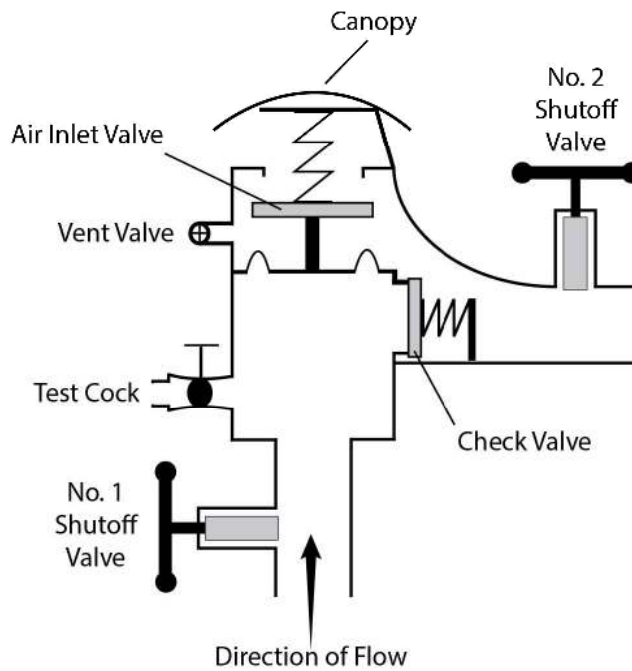 Canopy
No. 2
Shutoff
Valve
Air Inlet Valve
Vent Valve
Test Cock
Check Valve
No. 1
Shutoff
Valve
Direction of Flow